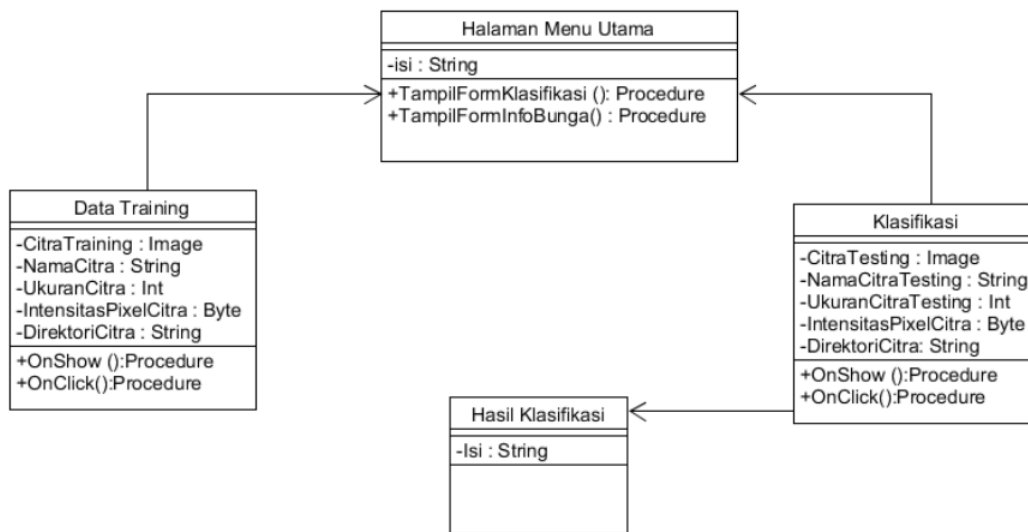 Halaman Menu Utama
-isi : String
+TampilFormKlasifikasi (): Procedure
+TampilFormInfoBunga() : Procedure
Data Training
-CitraTraining : Image
-NamaCitra : String
-UkuranCitra : Int
-IntensitasPixelCitra : Byte
-DirektoriCitra : String
+OnShow ():Procedure
+OnClick():Procedure
Klasifikasi
-CitraTesting : Image
-NamaCitraTesting : String
-UkuranCitraTesting : Int
-IntensitasPixelCitra : Byte
-DirektoriCitra: String
+OnShow ():Procedure
+OnClick():Procedure
Hasil Klasifikasi
-Isi : String